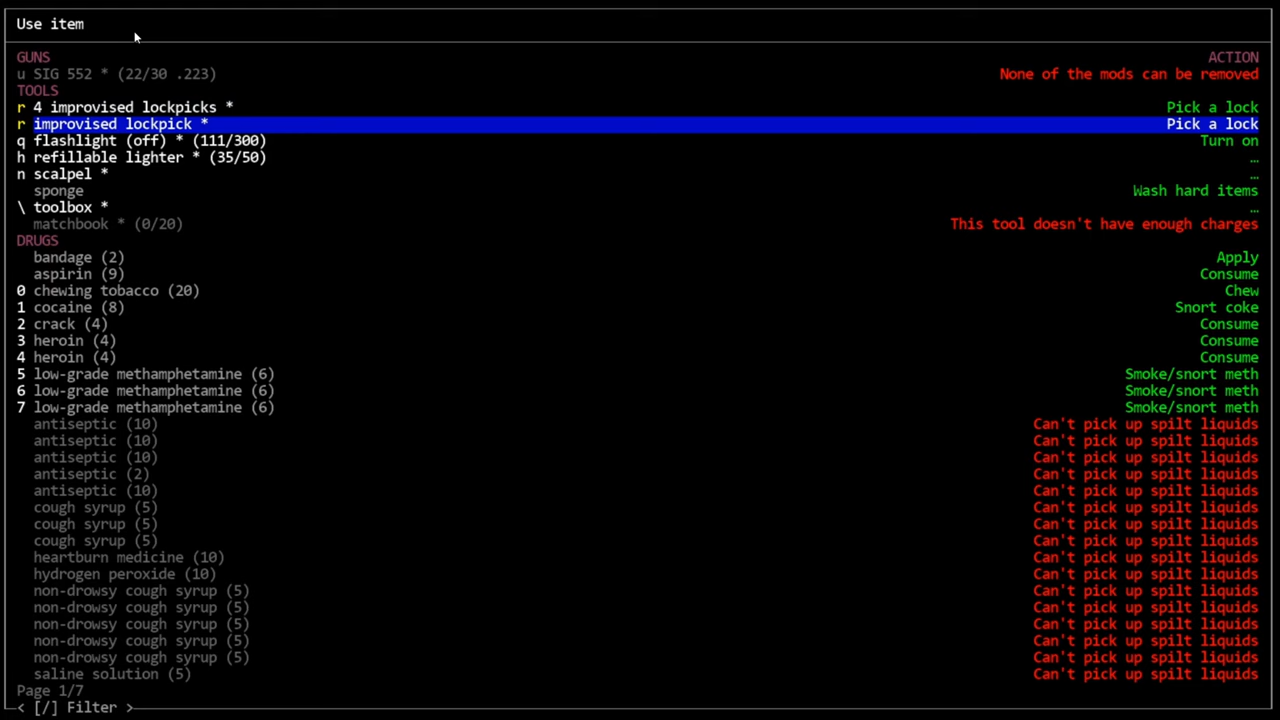 Use item
GUNS ACTION
u SIG 552 * (22/30 .223) None of the mods can be removed
TOOLS
r 4 improvised lockpicks * Pick a lock
r improvised lockpick * Pick a lock
q flashlight (off) * (111/300) Turn on
h refillable lighter * (35/50) …
n scalpel * …
sponge Wash hard items
\ toolbox * …
matchbook * (0/20) This tool doesn't have enough charges
DRUGS
bandage (2) Apply
aspirin (9) Consume
0 chewing tobacco (20) Chew
1 cocaine (8) Snort coke
2 crack (4) Consume
3 heroin (4) Consume
4 heroin (4) Consume
5 low-grade methamphetamine (6) Smoke/snort meth
6 low-grade methamphetamine (6) Smoke/snort meth
7 low-grade methamphetamine (6) Smoke/snort meth
antiseptic (10) Can't pick up spilt liquids
antiseptic (10) Can't pick up spilt liquids
antiseptic (10) Can't pick up spilt liquids
antiseptic (2) Can't pick up spilt liquids
antiseptic (10) Can't pick up spilt liquids
cough syrup (5) Can't pick up spilt liquids
cough syrup (5) Can't pick up spilt liquids
cough syrup (5) Can't pick up spilt liquids
heartburn medicine (10) Can't pick up spilt liquids
hydrogen peroxide (10) Can't pick up spilt liquids
non-drowsy cough syrup (5) Can't pick up spilt liquids
non-drowsy cough syrup (5) Can't pick up spilt liquids
non-drowsy cough syrup (5) Can't pick up spilt liquids
non-drowsy cough syrup (5) Can't pick up spilt liquids
non-drowsy cough syrup (5) Can't pick up spilt liquids
saline solution (5) Can't pick up spilt liquids
Page 1/7
< [/] Filter >